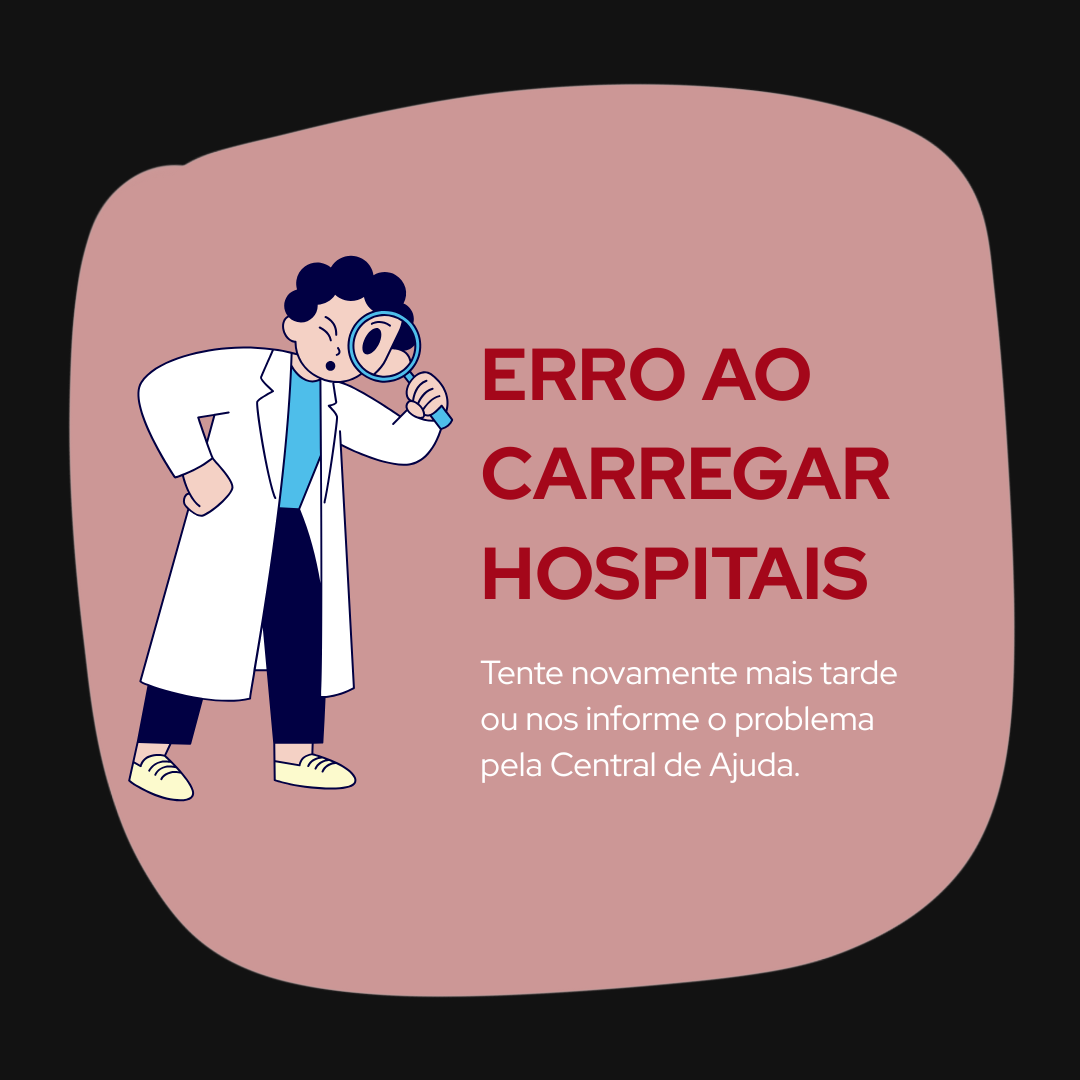 ERRO AO
CARREGAR
HOSPITAIS
Tente novamente mais tarde
ou nos informe o problema
pela Central de Ajuda.